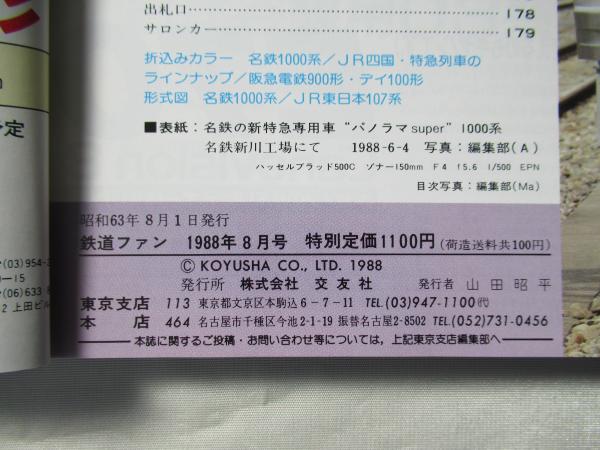 出札口 178
サロンカー 179
折込みカラー 名鉄1000系／JR四国・特急列車の
ラインナップ／阪急電鉄900形・デイ100形
形式図 名鉄1000系／JR東日本107系
■表紙：名鉄の新特急専用車“パノラマsuper”1000系
名鉄新川工場にて 1988-6-4 写真：編集部(A)
ハッセルブラッド500C ゾナー150mm F4 f5.6 1/500 EPN
目次写真：編集部(Ma)
定
昭和63年8月1日発行
鉄道ファン 1988年8月号 特別定価1100円(荷造送料共100円)
© KOYUSHA CO., LTD. 1988
発行所 株式会社 交友社 発行者 山田昭平
東京支店 113 東京都文京区本駒込6-7-11 TEL.(03)947-1100㈹
本店 464 名古屋市千種区今池2-1-19 振替名古屋2-8502 TEL.(052)731-0456
本誌に関するご投稿・お問い合わせ等については，上記東京支店編集部へ
(03)954-
-15
(06)633 8
2 上田ビル